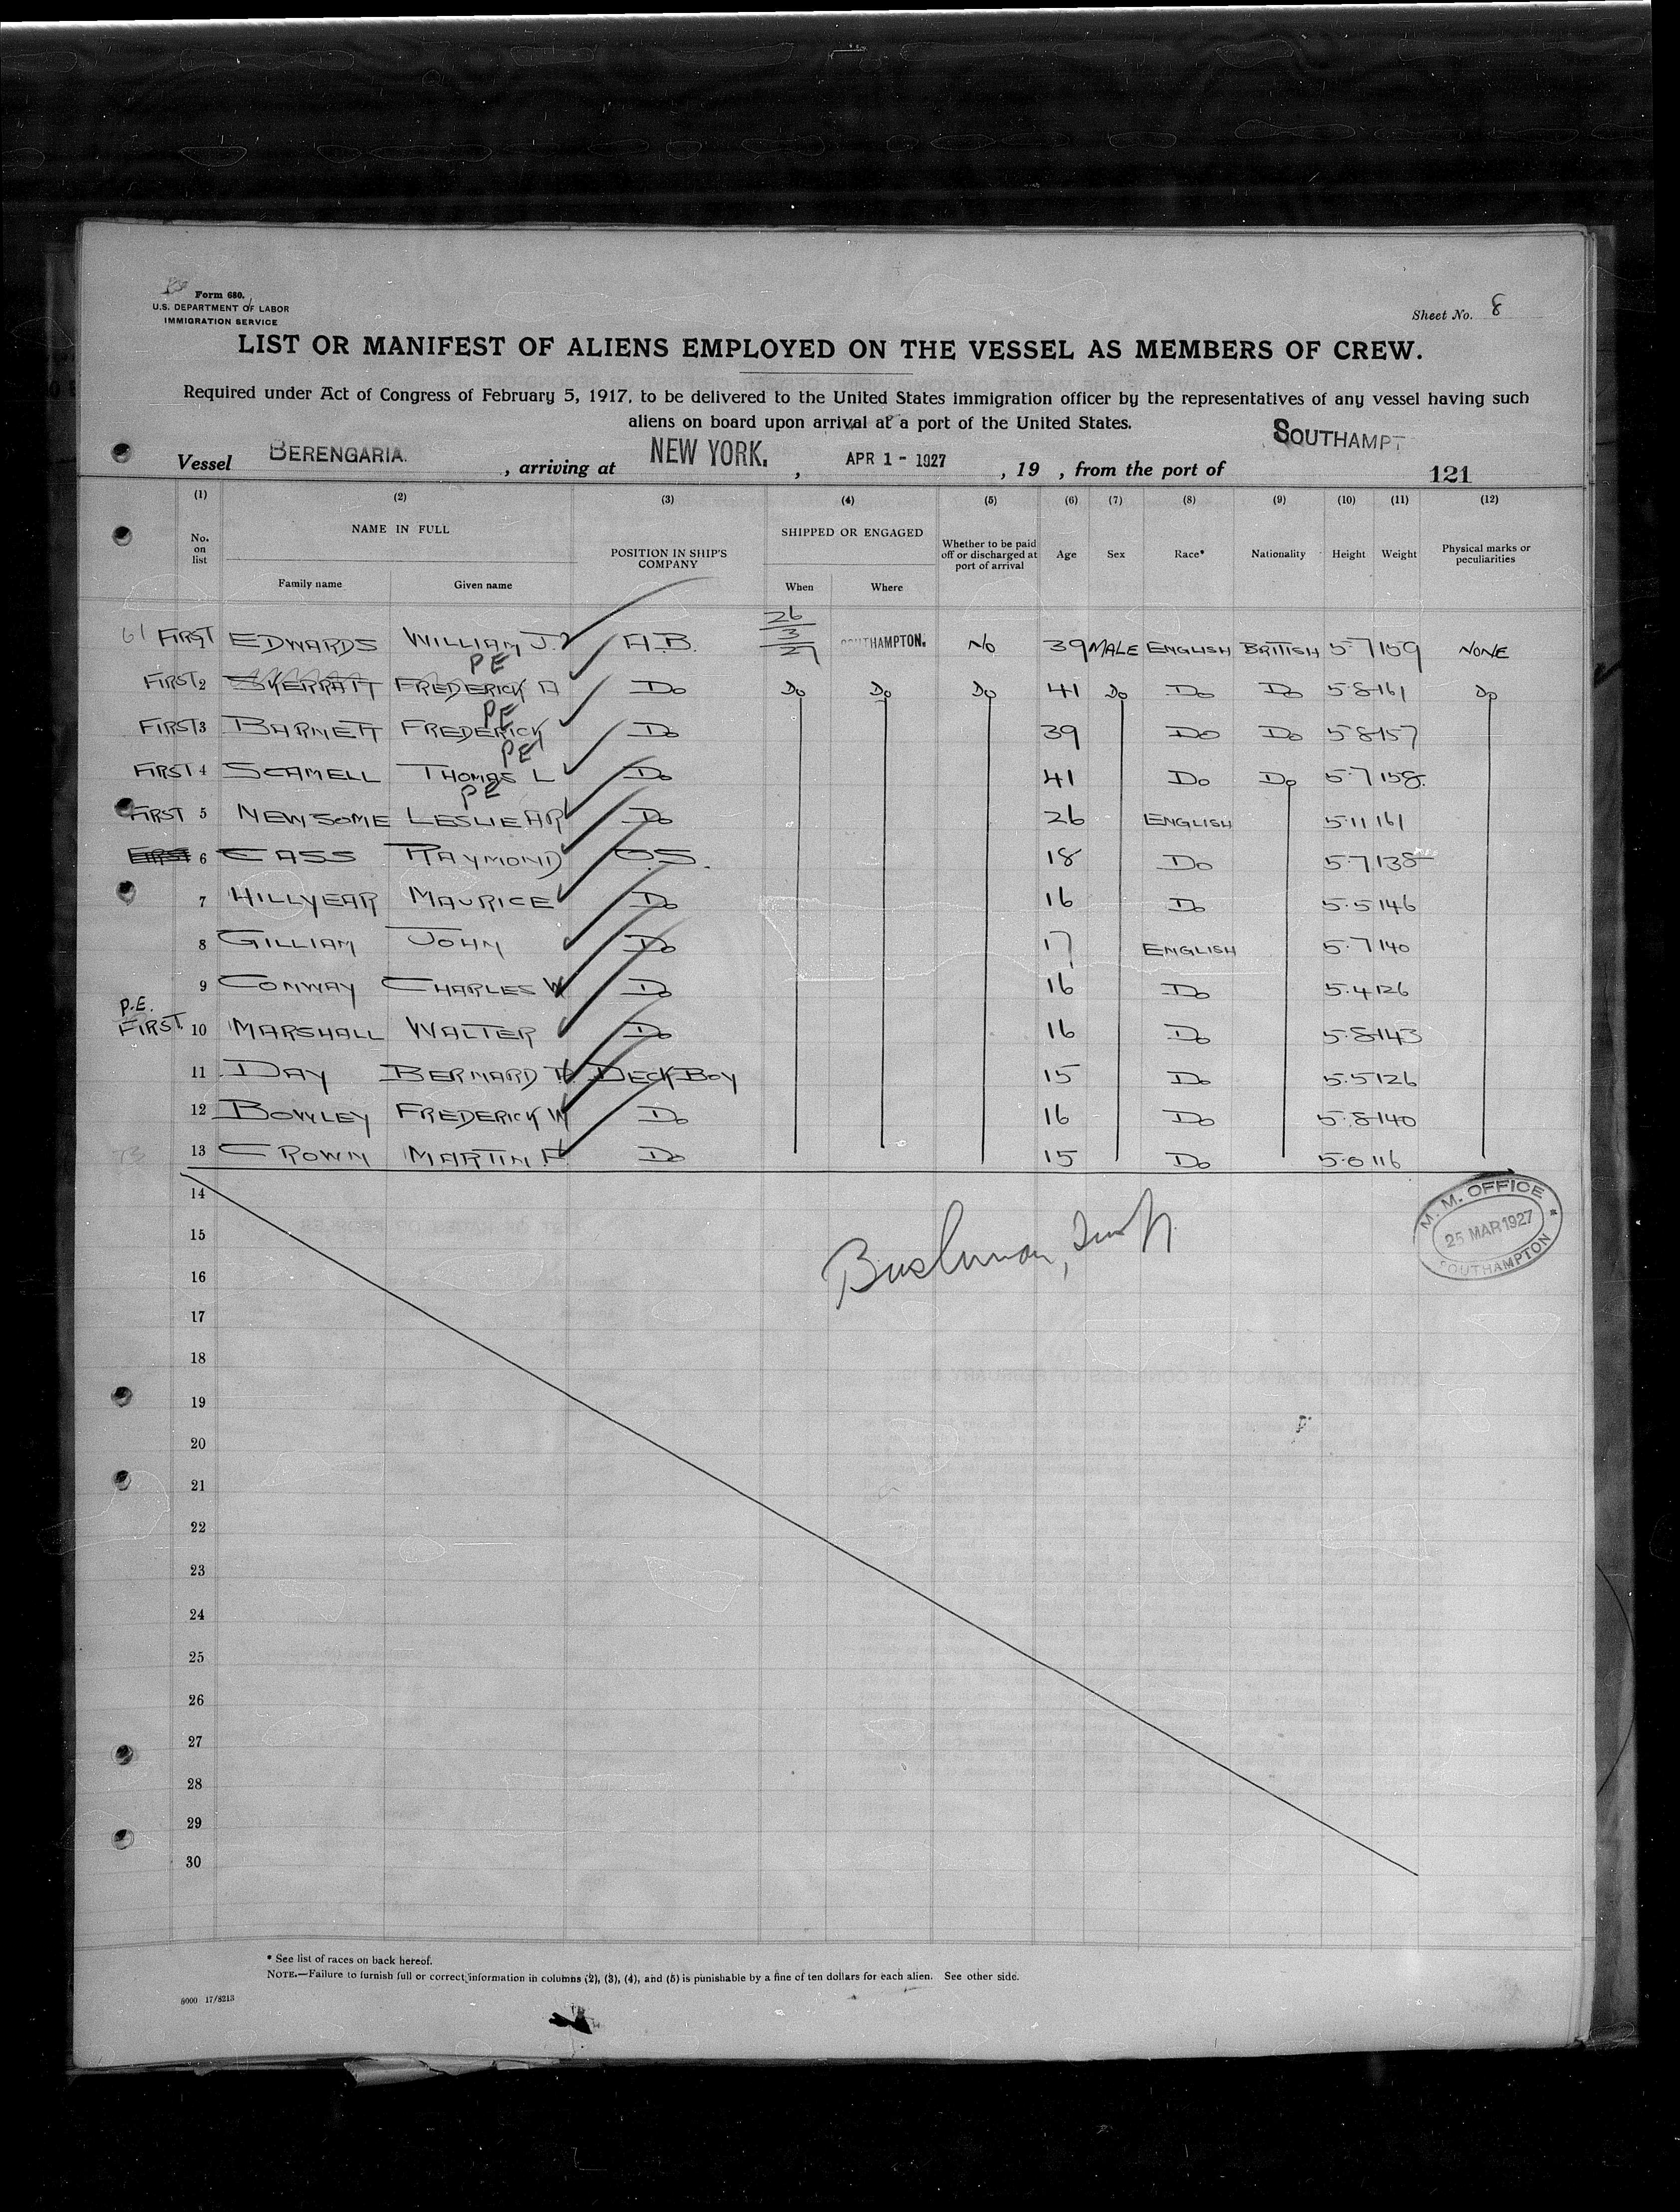 Form 680.
U.S. DEPARTMENT OF LABOR
IMMIGRATION SERVICE
Sheet No. 8
LIST OR MANIFEST OF ALIENS EMPLOYED ON THE VESSEL AS MEMBERS OF CREW.
Required under Act of Congress of February 5, 1917, to be delivered to the United States immigration officer by the representatives of any vessel having such
aliens on board upon arrival at a port of the United States.
Vessel BERENGARIA. , arriving at NEW YORK. , APR 1 - 1927 , 19 , from the port of SOUTHAMPT
121
(1) (2) (3) (4) (5) (6) (7) (8) (9) (10) (11) (12)
No. on list NAME IN FULL Family name Given name POSITION IN SHIP'S COMPANY SHIPPED OR ENGAGED When Where Whether to be paid off or discharged at port of arrival Age Sex Race* Nationality Height Weight Physical marks or peculiarities
61 FIRST EDWARDS WILLIAM J. A.B. 26/3/27 SOUTHAMPTON. NO 39 MALE ENGLISH BRITISH 5.7 159 NONE
PE
FIRST 2 SKERRATT FREDERICK A Do Do Do Do 41 Do Do Do 5.8 161 Do
PE
FIRST 3 BARNETT FREDERICK Do 39 Do Do 5.8 157
PE
FIRST 4 SCAMELL THOMAS L Do 41 Do Do 5.7 158.
PE
FIRST 5 NEWSOME LESLIE AR Do 26 ENGLISH 5.11 161
FIRST 6 CASS RAYMOND O.S. 18 Do 5.7 138
7 HILLYEAR MAURICE Do 16 Do 5.5 146
8 GILLIAM JOHN Do 17 ENGLISH 5.7 140
9 CONWAY CHARLES W Do 16 Do 5.4 126
P.E.
FIRST. 10 MARSHALL WALTER Do 16 Do 5.8 143
11 DAY BERNARD DECK BOY 15 Do 5.5 126
12 BOWLEY FREDERICK W Do 16 Do 5.8 140
73 13 CROWN MARTIN F Do 15 Do 5.0 116
14
15
16
17
18
19
20
21
22
23
24
25
26
27
28
29
30
M. M. OFFICE
25 MAR 1927
SOUTHAMPTON
* See list of races on back hereof.
NOTE.—Failure to furnish full or correct information in columns (2), (3), (4), and (5) is punishable by a fine of ten dollars for each alien. See other side.
5000 17/8213